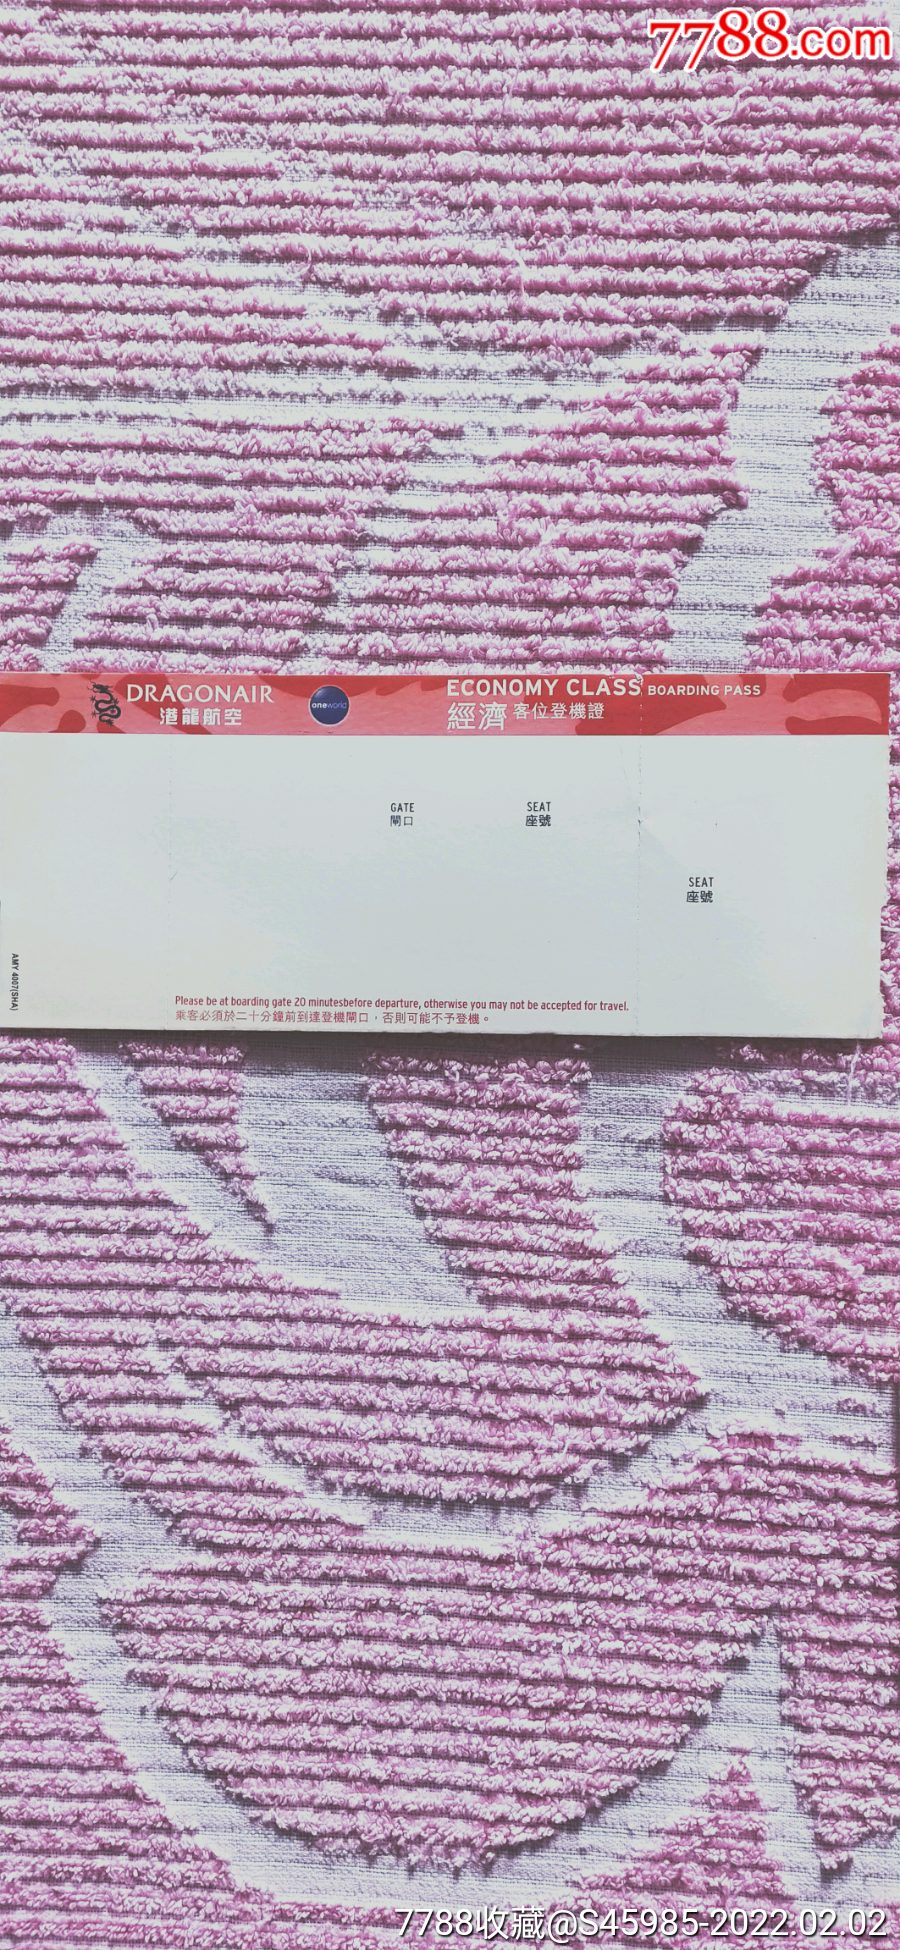 7788.com
DRAGONAIR
港龍航空
oneworld
ECONOMY CLASS BOARDING PASS
經濟 客位登機證
GATE
閘口
SEAT
座號
SEAT
座號
AMY 4007(SHA)
Please be at boarding gate 20 minutesbefore departure, otherwise you may not be accepted for travel.
乘客必須於二十分鐘前到達登機閘口，否則可能不予登機。
7788收藏@S45985-2022.02.02